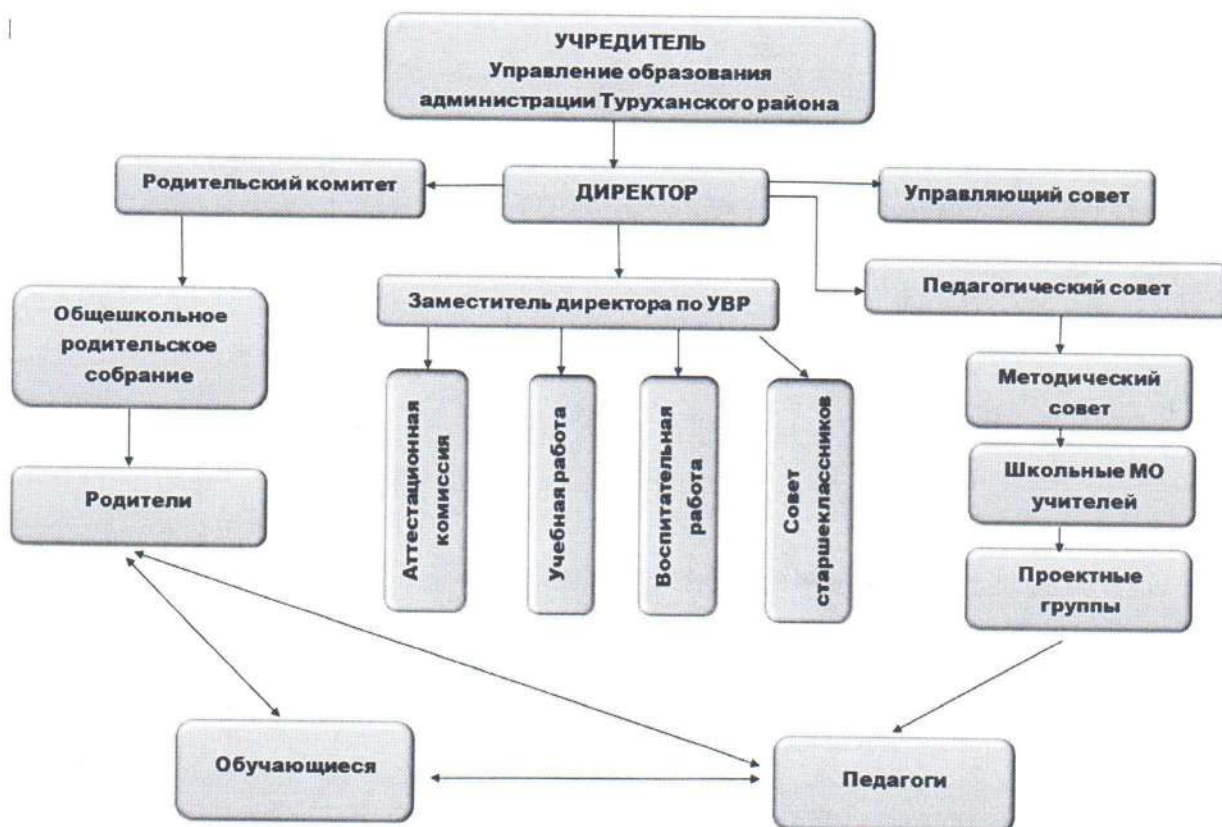 УЧРЕДИТЕЛЬ
Управление образования
администрации Туруханского района
Родительский комитет
ДИРЕКТОР
Управляющий совет
Общешкольное
родительское
собрание
Заместитель директора по УВР
Педагогический совет
Методический
совет
Аттестационная
комиссия
Учебная работа
Воспитательная
работа
Совет
старшеклассников
Родители
Школьные МО
учителей
Проектные
группы
Обучающиеся
Педагоги